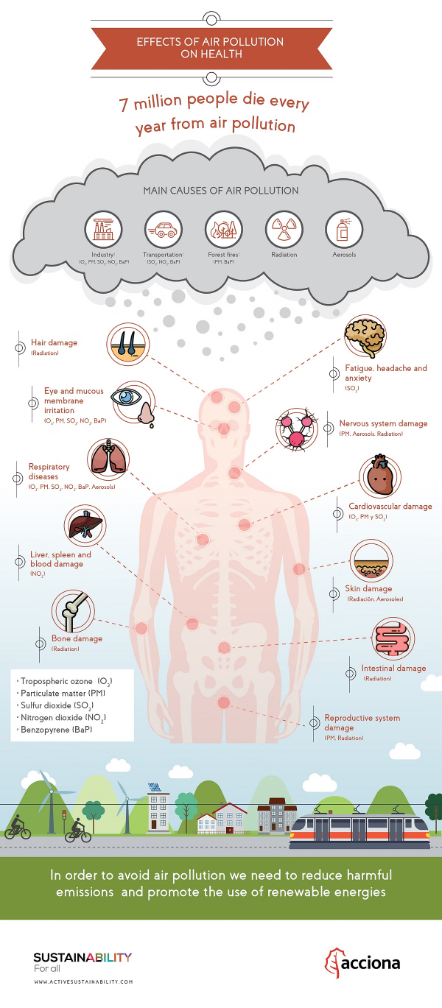 EFFECTS OF AIR POLLUTION
ON HEALTH
7 million people die every
year from air pollution
MAIN CAUSES OF AIR POLLUTION
Industry
(O₃, PM, SO₂, NO₂, BaP)
Transportation
(SO₂, NO₂, BaP)
Forest fires
(PM, BaP)
Radiation
Aerosols
Hair damage
(Radiation)
Fatigue, headache and
anxiety
(SO₂)
Eye and mucous
membrane
irritation
(O₃, PM, SO₂, NO₂, BaP)
Nervous system damage
(PM, Aerosols, Radiation)
Respiratory
diseases
(O₃, PM, SO₂, NO₂, BaP, Aerosols)
Cardiovascular damage
(O₃, PM y SO₂)
Liver, spleen and
blood damage
(NO₂)
Skin damage
(Radiación, Aerosoles)
Bone damage
(Radiation)
Intestinal damage
(Radiation)
• Tropospheric ozone (O₃)
• Particulate matter (PM)
• Sulfur dioxide (SO₂)
• Nitrogen dioxide (NO₂)
• Benzopyrene (BaP)
Reproductive system
damage
(PM, Radiation)
In order to avoid air pollution we need to reduce harmful
emissions and promote the use of renewable energies
SUSTAINABILITY
For all
WWW.ACTIVESUSTAINABILITY.COM
acciona